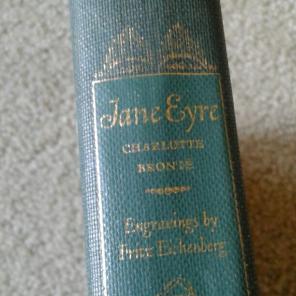 Jane Eyre
CHARLOTTE
BRONTË
Engravings by
Fritz Eichenberg